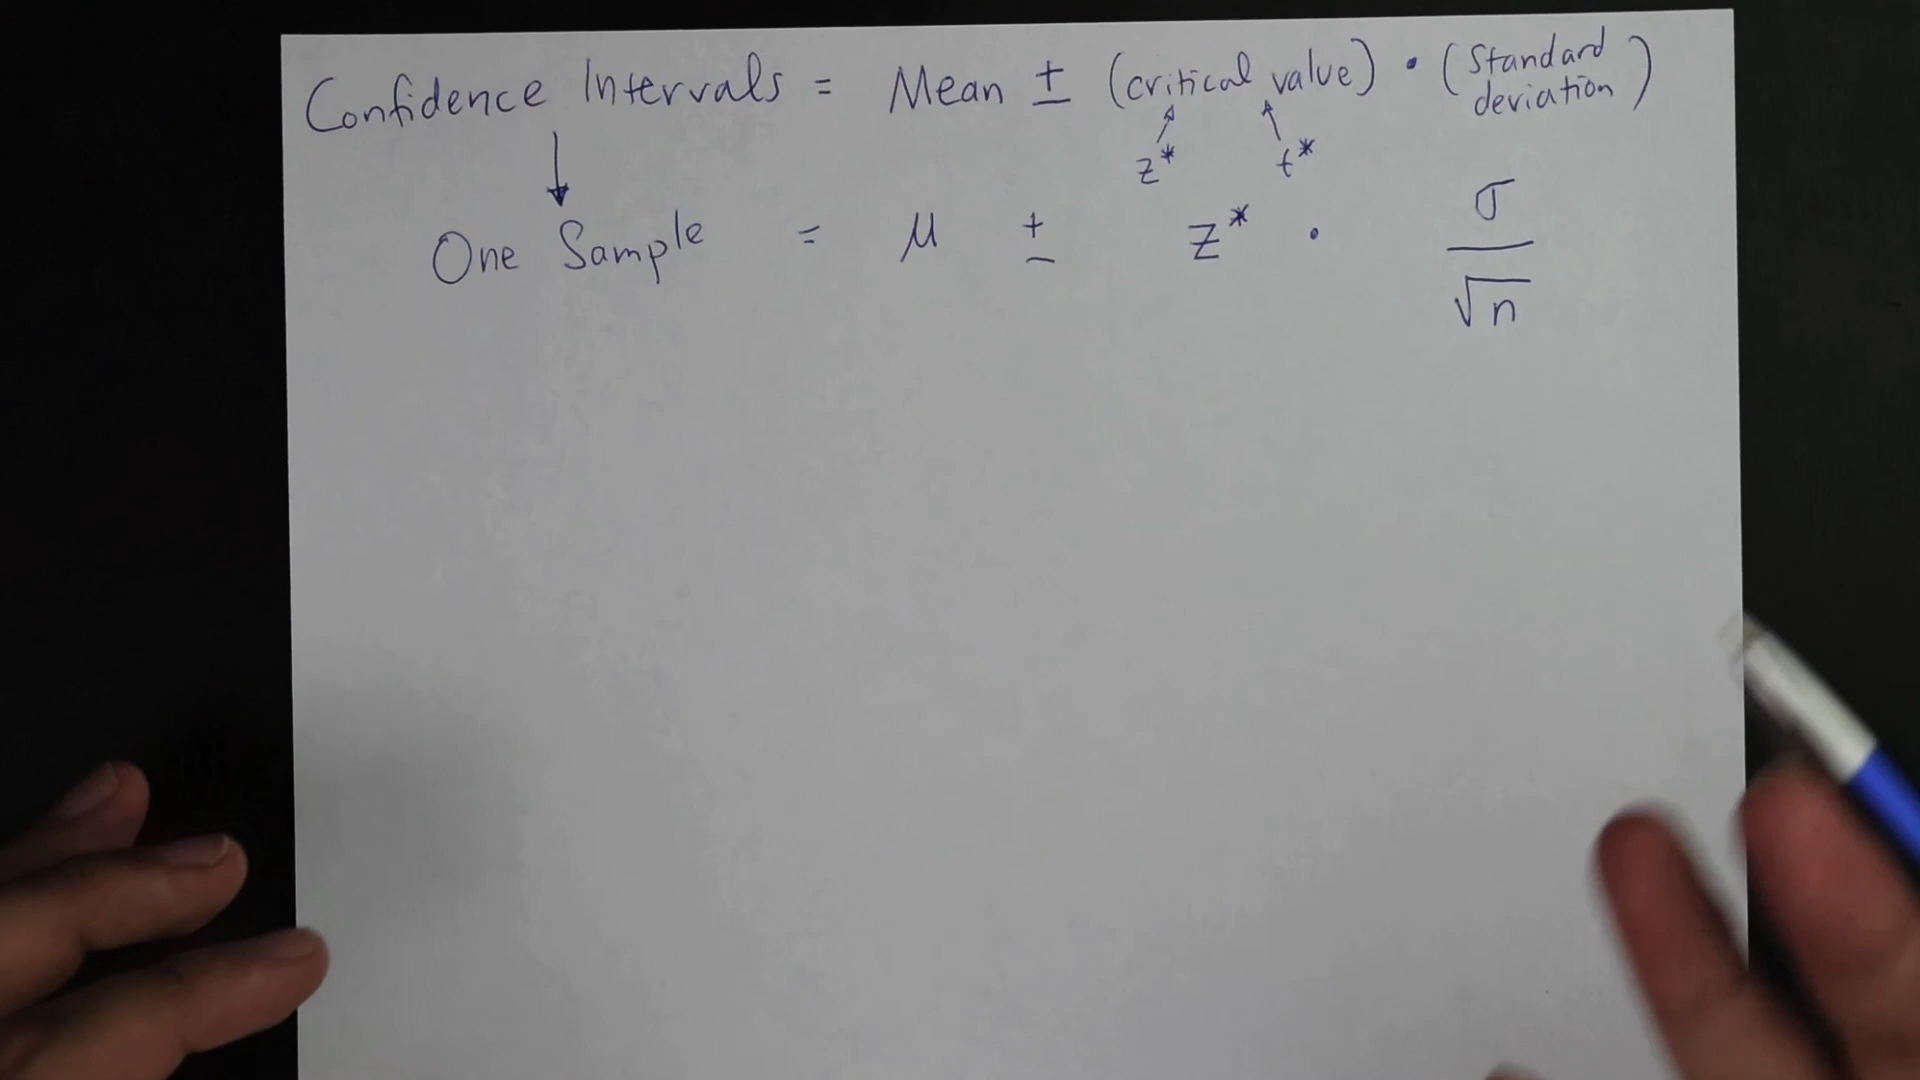 Confidence Intervals = Mean ± (critical value) • (Standard deviation)
z* t*
One Sample = μ ± z* • σ/√n